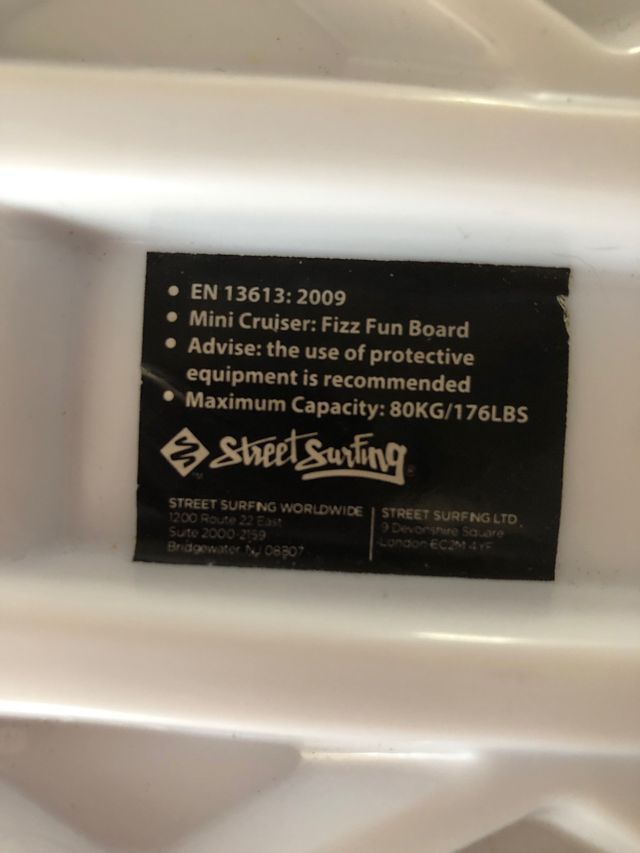 • EN 13613: 2009
• Mini Cruiser: Fizz Fun Board
• Advise: the use of protective
equipment is recommended
• Maximum Capacity: 80KG/176LBS
Street Surfing
STREET SURFING WORLDWIDE
1200 Route 22 East
Suite 2000-2159
Bridgewater NJ 08807
STREET SURFING LTD
9 Devonshire Square
London EC2M 4YF